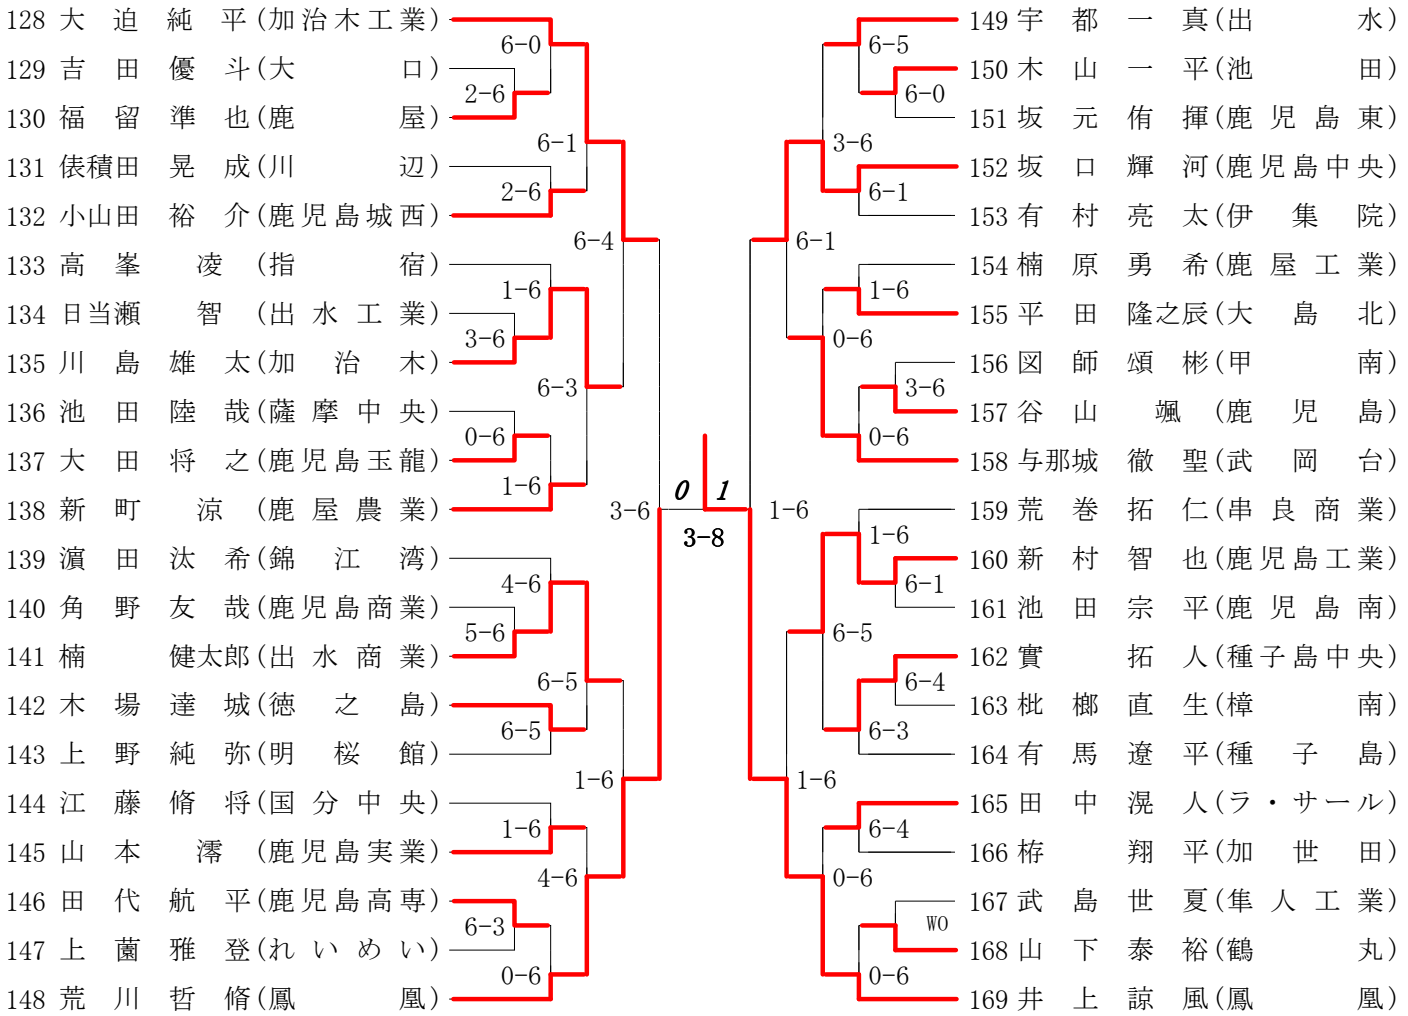 128 大迫純平(加治木工業)
6-0
129 吉田優斗(大口)
2-6
130 福留準也(鹿屋)
6-1
131 俵積田晃成(川辺)
2-6
132 小山田裕介(鹿児島城西)
6-4
133 高峯凌(指宿)
1-6
134 日当瀬智(出水工業)
3-6
135 川島雄太(加治木)
6-3
136 池田陸哉(薩摩中央)
0-6
137 大田将之(鹿児島玉龍)
1-6
138 新町涼(鹿屋農業)
3-6
139 濵田汰希(錦江湾)
4-6
140 角野友哉(鹿児島商業)
5-6
141 楠健太郎(出水商業)
6-5
142 木場達城(徳之島)
6-5
143 上野純弥(明桜館)
1-6
144 江藤脩将(国分中央)
1-6
145 山本澪(鹿児島実業)
4-6
146 田代航平(鹿児島高専)
6-3
147 上薗雅登(れいめい)
0-6
148 荒川哲脩(鳳凰)
0 1
3-8
149 宇都一真(出水)
6-5
150 木山一平(池田)
6-0
151 坂元侑揮(鹿児島東)
3-6
152 坂口輝河(鹿児島中央)
6-1
153 有村亮太(伊集院)
6-1
154 楠原勇希(鹿屋工業)
1-6
155 平田隆之辰(大島北)
0-6
156 図師頌彬(甲南)
3-6
157 谷山颯(鹿児島)
0-6
158 与那城徹聖(武岡台)
1-6
159 荒巻拓仁(串良商業)
1-6
160 新村智也(鹿児島工業)
6-1
161 池田宗平(鹿児島南)
6-5
162 實拓人(種子島中央)
6-4
163 枇榔直生(樟南)
6-3
164 有馬遼平(種子島)
1-6
165 田中滉人(ラ・サール)
6-4
166 栫翔平(加世田)
0-6
167 武島世夏(隼人工業)
WO
168 山下泰裕(鶴丸)
0-6
169 井上諒風(鳳凰)